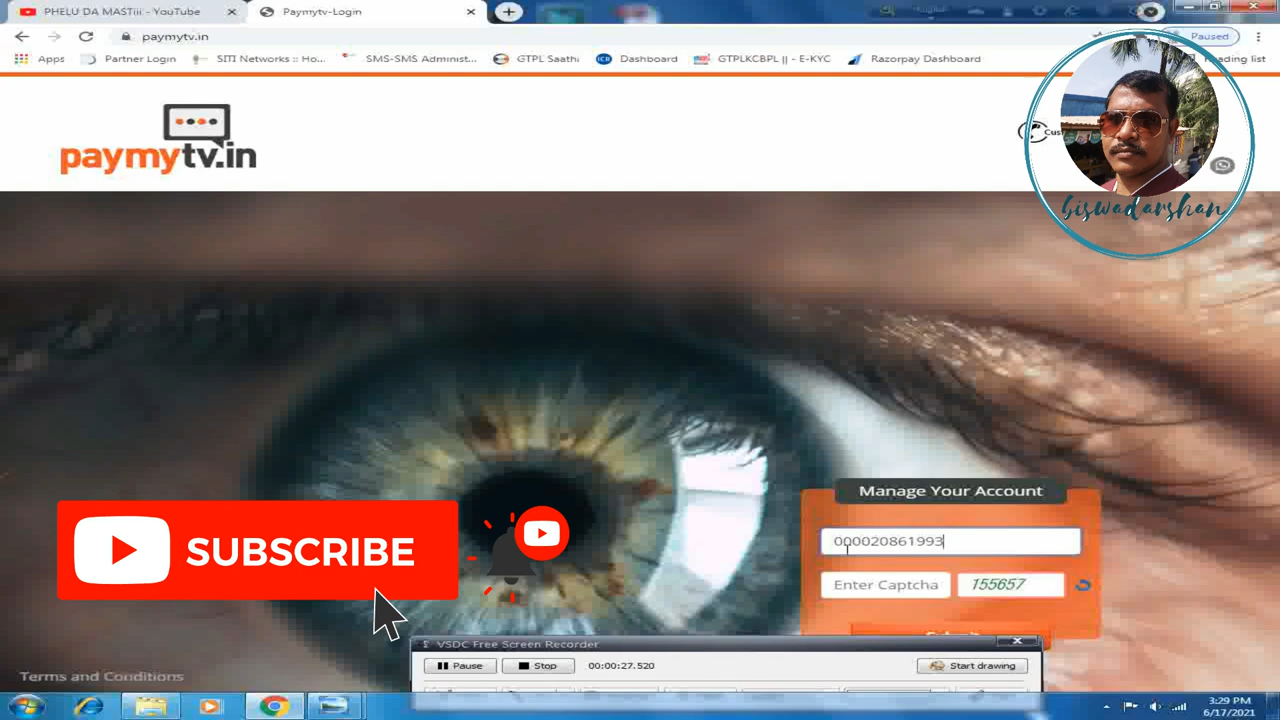 PHELU DA MASTiii - YouTube
Paymytv-Login
paymytv.in
Paused
Apps
Partner Login
SITI Networks :: Ho...
SMS-SMS Administ...
GTPL Saathi
Dashboard
GTPLKCBPL || - E-KYC
Razorpay Dashboard
Reading list
paymytv.in
biswadarshan
Manage Your Account
000020861993
Enter Captcha
155657
SUBSCRIBE
VSDC Free Screen Recorder
Pause
Stop
00:00:27.520
Start drawing
Terms and Conditions
3:29 PM
6/17/2021